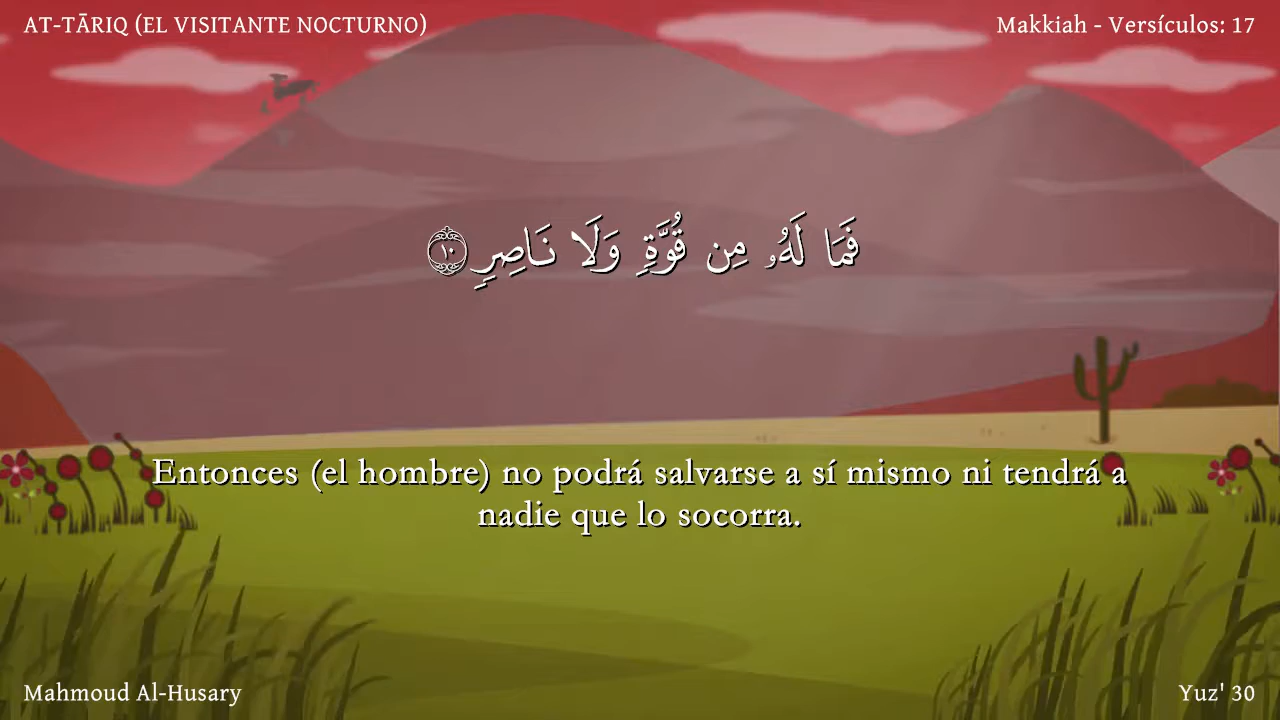 AT-TĀRIQ (EL VISITANTE NOCTURNO)
Makkiah - Versículos: 17
فَمَا لَهُۥ مِن قُوَّةٍۢ وَلَا نَاصِرٍۢ ١٠
Entonces (el hombre) no podrá salvarse a sí mismo ni tendrá a
nadie que lo socorra.
Mahmoud Al-Husary
Yuz' 30